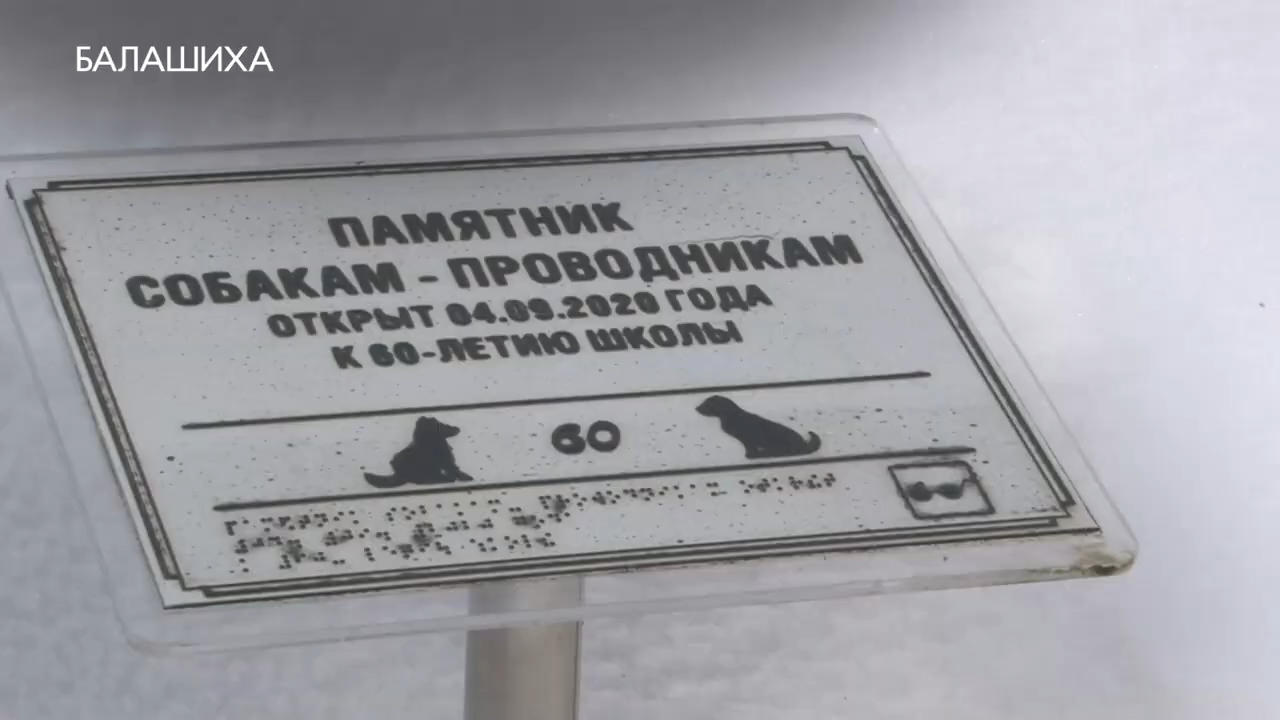 БАЛАШИХА
ПАМЯТНИК
СОБАКАМ - ПРОВОДНИКАМ
ОТКРЫТ 04.09.2020 ГОДА
К 60-ЛЕТИЮ ШКОЛЫ
60